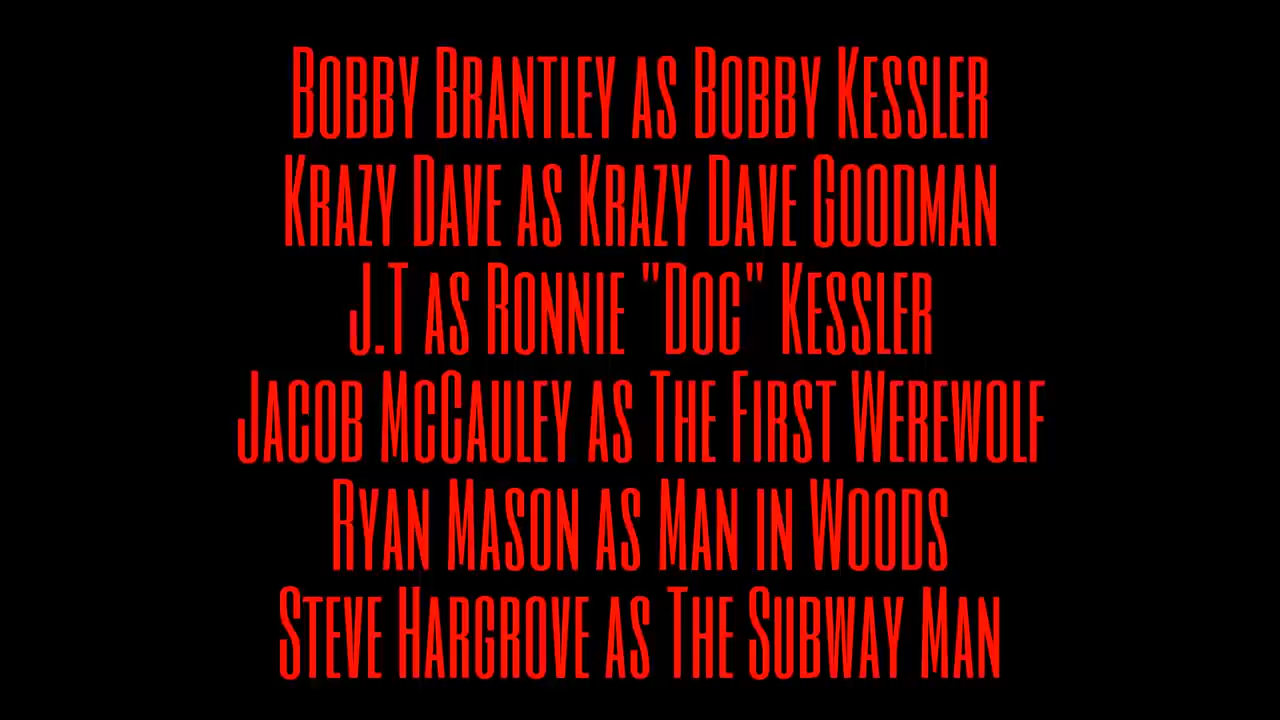 Bobby Brantley as Bobby Kessler
Krazy Dave as Krazy Dave Goodman
J.T as Ronnie "Doc" Kessler
Jacob McCauley as The First Werewolf
Ryan Mason as Man in Woods
Steve Hargrove as The Subway Man